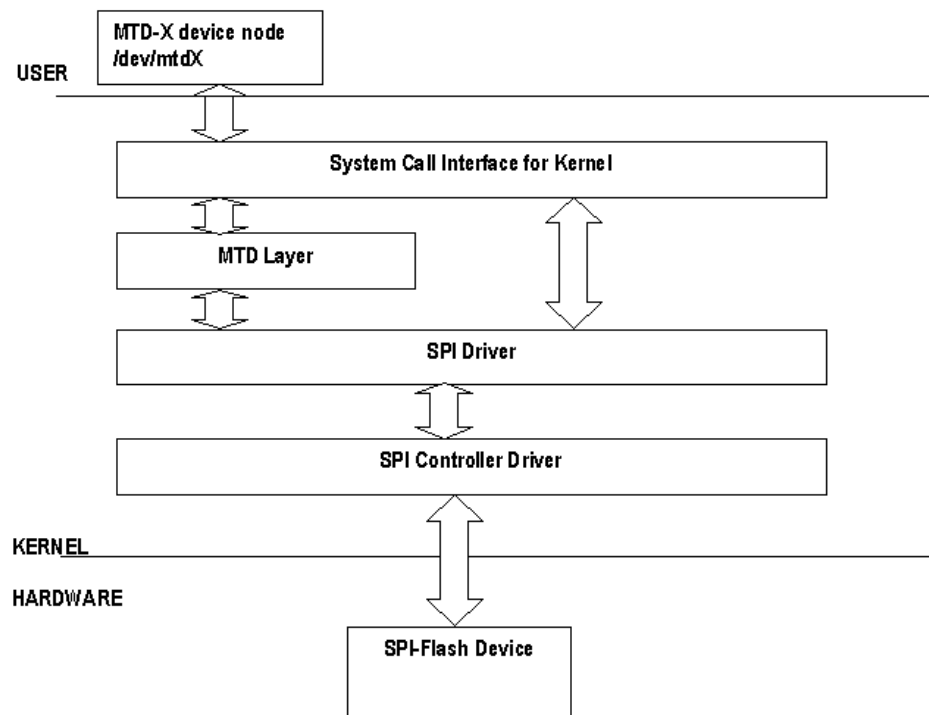 MTD-X device node
/dev/mtdX
USER
System Call Interface for Kernel
MTD Layer
SPI Driver
SPI Controller Driver
KERNEL
HARDWARE
SPI-Flash Device